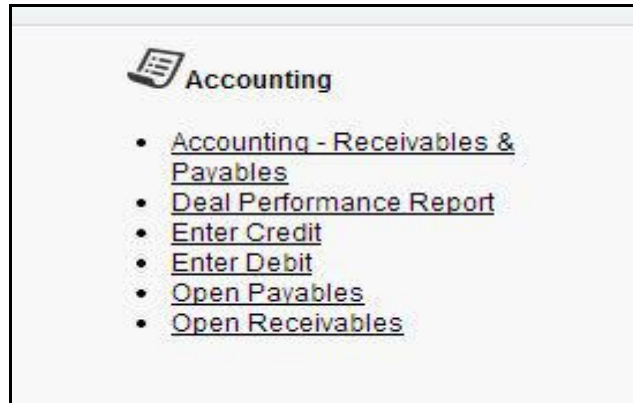 Accounting
Accounting - Receivables &
Payables
Deal Performance Report
Enter Credit
Enter Debit
Open Payables
Open Receivables